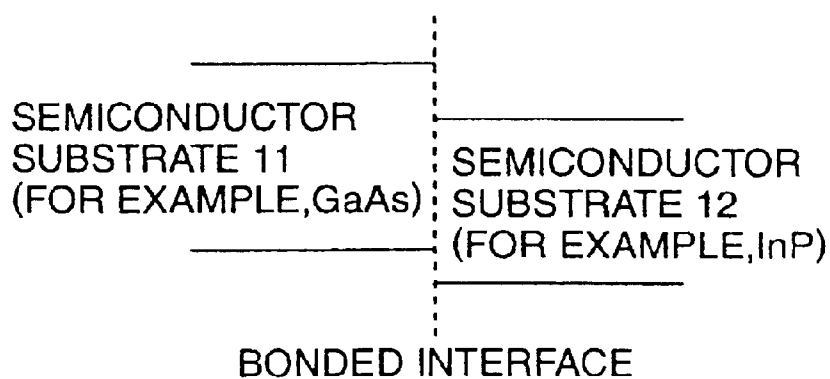 SEMICONDUCTOR
SUBSTRATE 11
(FOR EXAMPLE,GaAs)
SEMICONDUCTOR
SUBSTRATE 12
(FOR EXAMPLE,InP)
BONDED INTERFACE